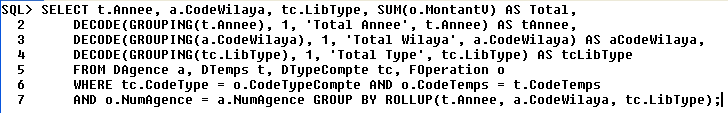 SQL> SELECT t.Annee, a.CodeWilaya, tc.LibType, SUM(o.MontantV) AS Total,
2 DECODE(GROUPING(t.Annee), 1, 'Total Annee', t.Annee) AS tAnnee,
3 DECODE(GROUPING(a.CodeWilaya), 1, 'Total Wilaya', a.CodeWilaya) AS aCodeWilaya,
4 DECODE(GROUPING(tc.LibType), 1, 'Total Type', tc.LibType) AS tcLibType
5 FROM DAgence a, DTemps t, DTypeCompte tc, FOperation o
6 WHERE tc.CodeType = o.CodeTypeCompte AND o.CodeTemps = t.CodeTemps
7 AND o.NumAgence = a.NumAgence GROUP BY ROLLUP(t.Annee, a.CodeWilaya, tc.LibType);